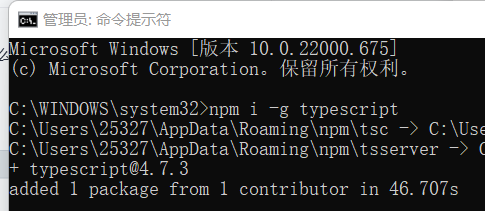 管理员: 命令提示符
Microsoft Windows [版本 10.0.22000.675]
(c) Microsoft Corporation。保留所有权利。
C:\WINDOWS\system32>npm i -g typescript
C:\Users\25327\AppData\Roaming\npm\tsc -> C:\Use
C:\Users\25327\AppData\Roaming\npm\tsserver -> C
+ typescript@4.7.3
added 1 package from 1 contributor in 46.707s